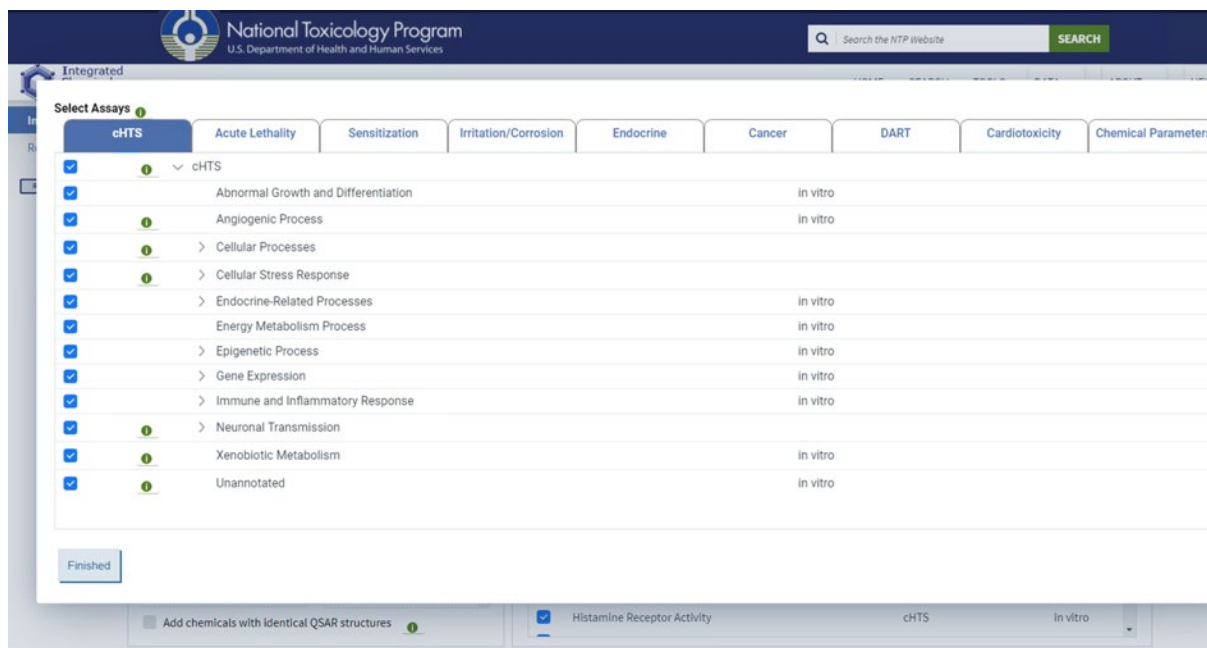 National Toxicology Program
U.S. Department of Health and Human Services
Search the NTP Website
SEARCH
Integrated
Select Assays
cHTS Acute Lethality Sensitization Irritation/Corrosion Endocrine Cancer DART Cardiotoxicity Chemical Parameter
cHTS
Abnormal Growth and Differentiation in vitro
Angiogenic Process in vitro
Cellular Processes
Cellular Stress Response
Endocrine-Related Processes in vitro
Energy Metabolism Process in vitro
Epigenetic Process in vitro
Gene Expression in vitro
Immune and Inflammatory Response in vitro
Neuronal Transmission
Xenobiotic Metabolism in vitro
Unannotated in vitro
Finished
Add chemicals with identical QSAR structures
Histamine Receptor Activity cHTS in vitro